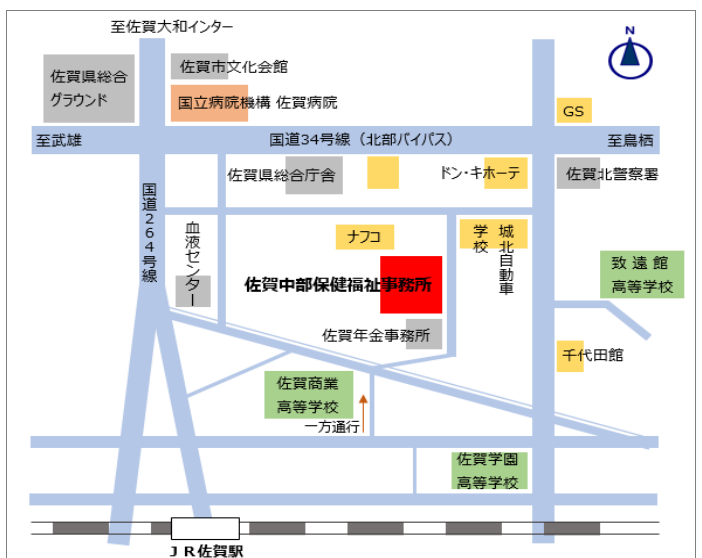 至佐賀大和インター
N
佐賀県総合
グラウンド
佐賀市文化会館
国立病院機構 佐賀病院
GS
至武雄
国道34号線（北部バイパス）
至鳥栖
佐賀県総合庁舎
ドン・キホーテ
佐賀北警察署
国道264号線
血液センター
ナフコ
城北自動車
学校
致遠館
高等学校
佐賀中部保健福祉事務所
佐賀年金事務所
千代田館
佐賀商業
高等学校
一方通行
佐賀学園
高等学校
ＪＲ佐賀駅